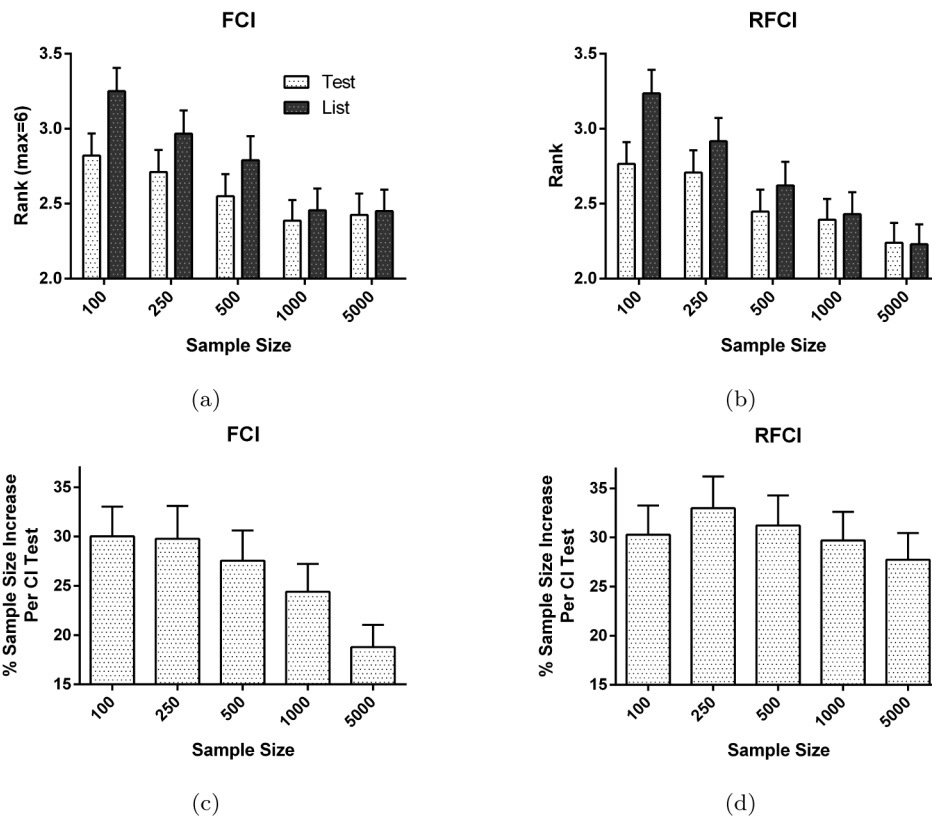 FCI
Rank (max=6)
3.5
3.0
2.5
2.0
Test
List
100
250
500
1000
5000
Sample Size
(a)
RFCI
Rank
3.5
3.0
2.5
2.0
100
250
500
1000
5000
Sample Size
(b)
FCI
% Sample Size Increase
Per CI Test
35
30
25
20
15
100
250
500
1000
5000
Sample Size
(c)
RFCI
% Sample Size Increase
Per CI Test
35
30
25
20
15
100
250
500
1000
5000
Sample Size
(d)